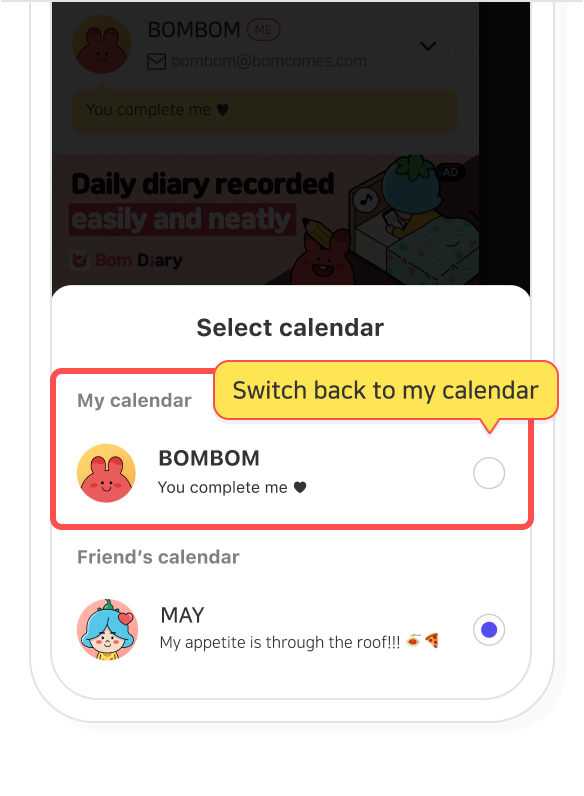 BOMBOM ME
bombom@bomcomes.com
You complete me ♥
AD
Daily diary recorded
easily and neatly
Bom Diary
Select calendar
Switch back to my calendar
My calendar
BOMBOM
You complete me ♥
Friend's calendar
MAY
My appetite is through the roof!!! 🍝🍕